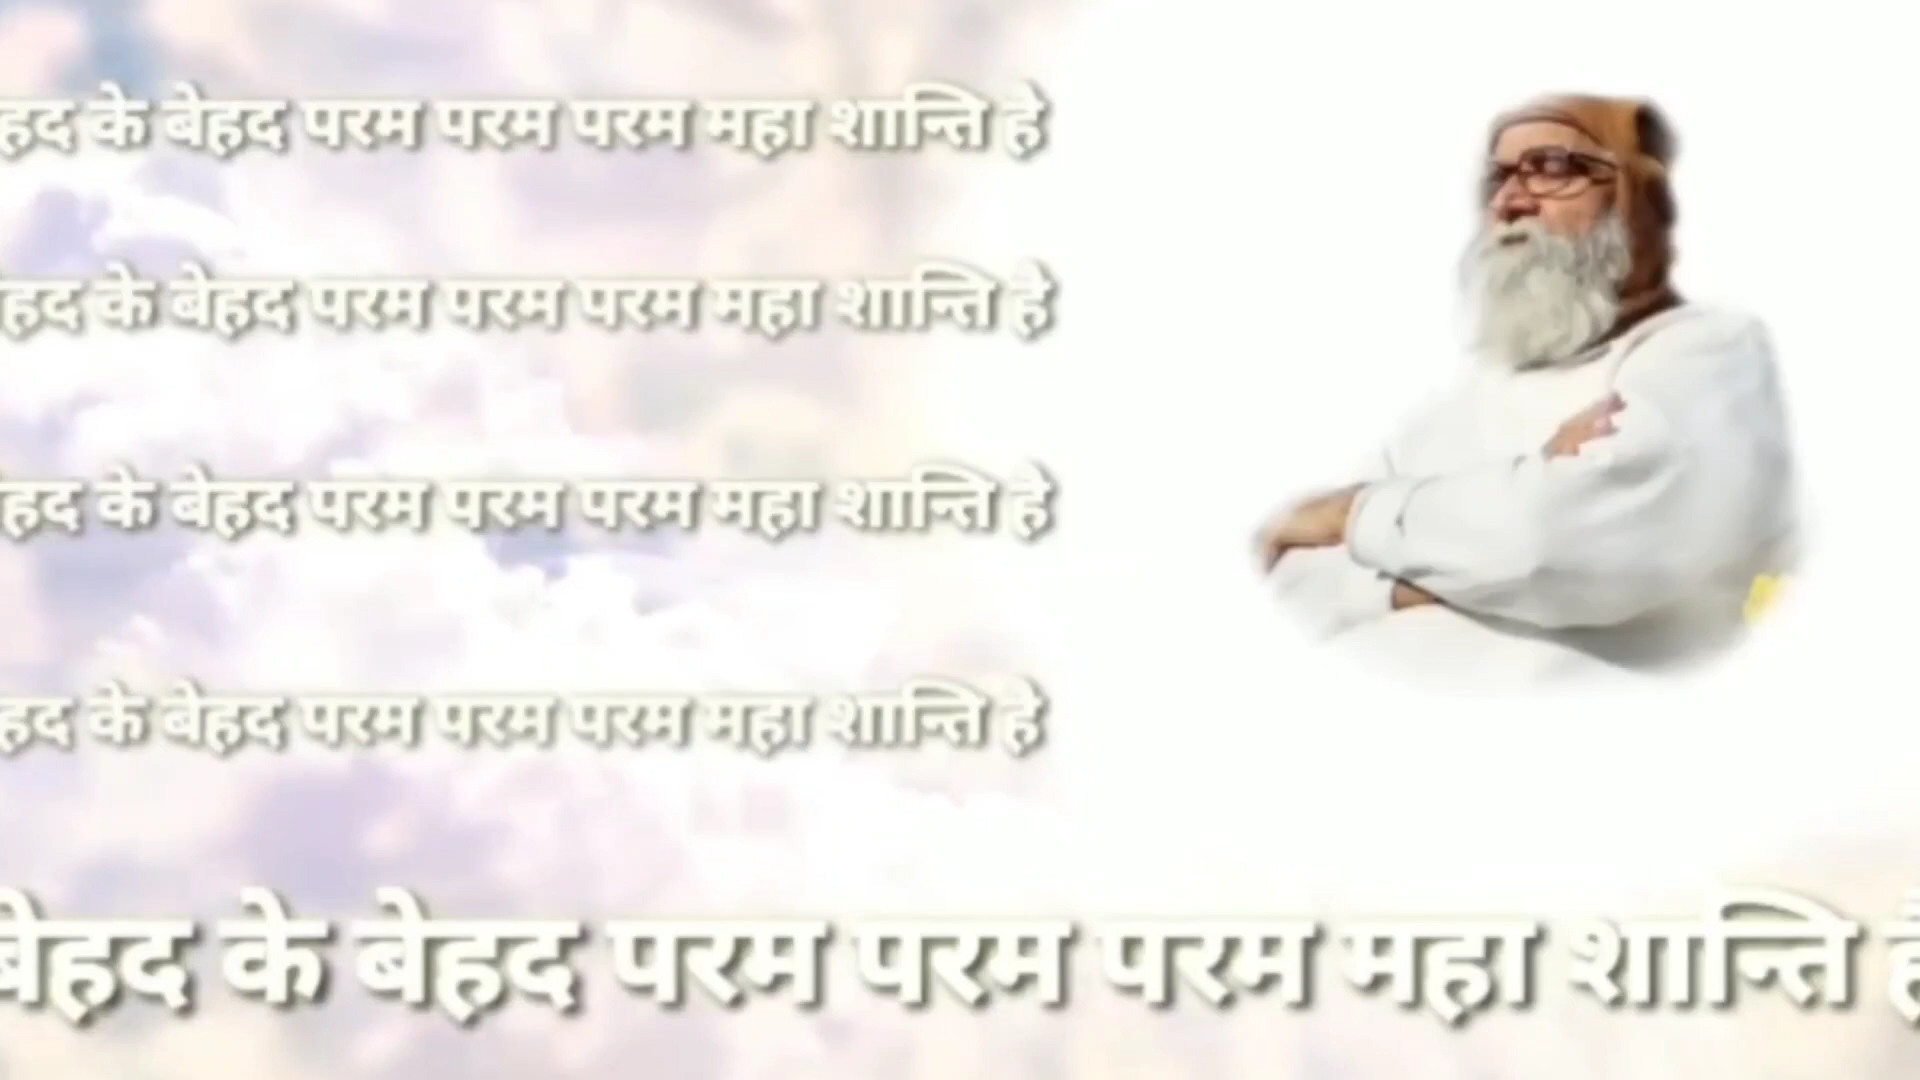 हद के बेहद परम परम परम महा शान्ति है
हद के बेहद परम परम परम महा शान्ति है
हद के बेहद परम परम परम महा शान्ति है
हद के बेहद परम परम परम महा शान्ति है
बेहद के बेहद परम परम परम महा शान्ति है